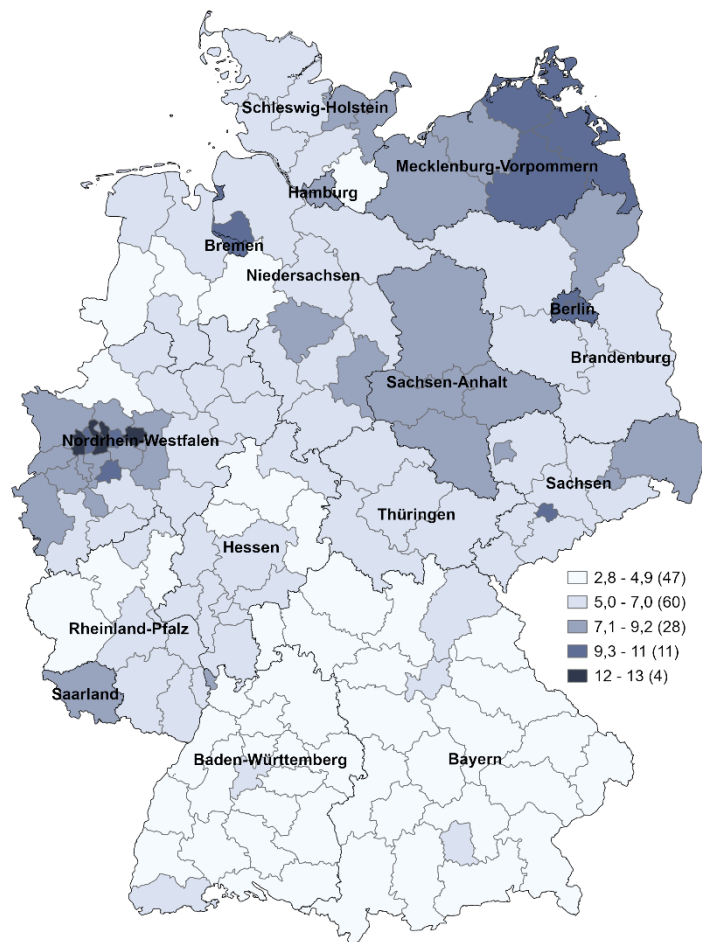 Schleswig-Holstein
Mecklenburg-Vorpommern
Hamburg
Bremen
Niedersachsen
Berlin
Brandenburg
Sachsen-Anhalt
Nordrhein-Westfalen
Sachsen
Thüringen
Hessen
2,8 - 4,9 (47)
5,0 - 7,0 (60)
7,1 - 9,2 (28)
9,3 - 11 (11)
12 - 13 (4)
Rheinland-Pfalz
Saarland
Baden-Württemberg
Bayern